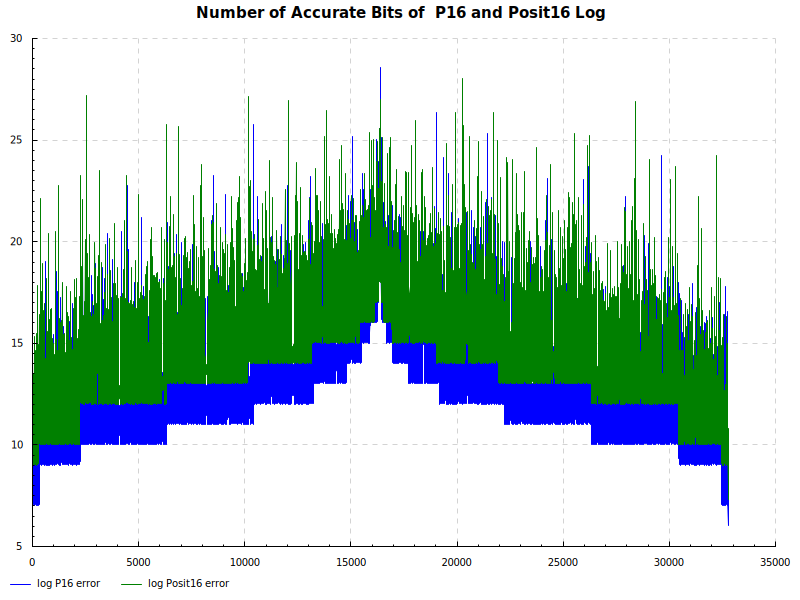 Number of Accurate Bits of  P16 and Posit16 Log
30
25
20
15
10
5
0 5000 10000 15000 20000 25000 30000 35000
log P16 error log Posit16 error